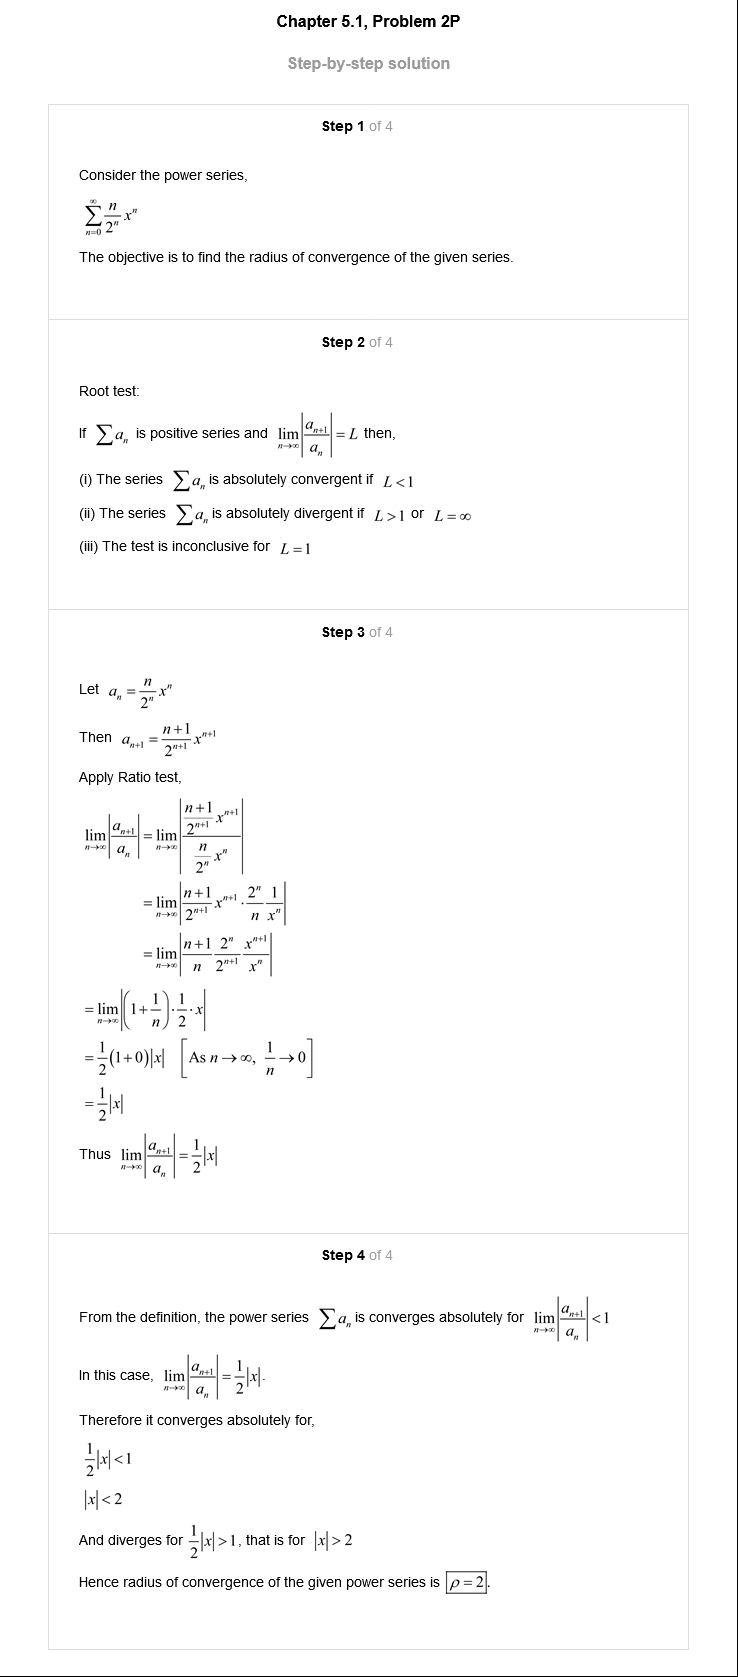 Chapter 5.1, Problem 2P
Step-by-step solution
Step 1 of 4
Consider the power series,
$\sum_{n=0}^{\infty} \frac{n}{2^n} x^n$
The objective is to find the radius of convergence of the given series.
Step 2 of 4
Root test:
If $\sum a_n$ is positive series and $\lim_{n\to\infty} \left|\frac{a_{n+1}}{a_n}\right| = L$ then,
(i) The series $\sum a_n$ is absolutely convergent if $L<1$
(ii) The series $\sum a_n$ is absolutely divergent if $L>1$ or $L=\infty$
(iii) The test is inconclusive for $L=1$
Step 3 of 4
Let $a_n = \frac{n}{2^n} x^n$
Then $a_{n+1} = \frac{n+1}{2^{n+1}} x^{n+1}$
Apply Ratio test,
$\lim_{n\to\infty} \left|\frac{a_{n+1}}{a_n}\right| = \lim_{n\to\infty} \left|\frac{\frac{n+1}{2^{n+1}} x^{n+1}}{\frac{n}{2^n} x^n}\right|$
$= \lim_{n\to\infty} \left|\frac{n+1}{2^{n+1}} x^{n+1} \cdot \frac{2^n}{n} \frac{1}{x^n}\right|$
$= \lim_{n\to\infty} \left|\frac{n+1}{n} \frac{2^n}{2^{n+1}} \frac{x^{n+1}}{x^n}\right|$
$= \lim_{n\to\infty} \left|\left(1+\frac{1}{n}\right) \cdot \frac{1}{2} \cdot x\right|$
$= \frac{1}{2}(1+0)|x| \quad \left[\text{As } n \to \infty, \frac{1}{n} \to 0\right]$
$= \frac{1}{2}|x|$
Thus $\lim_{n\to\infty} \left|\frac{a_{n+1}}{a_n}\right| = \frac{1}{2}|x|$
Step 4 of 4
From the definition, the power series $\sum a_n$ is converges absolutely for $\lim_{n\to\infty} \left|\frac{a_{n+1}}{a_n}\right| < 1$
In this case, $\lim_{n\to\infty} \left|\frac{a_{n+1}}{a_n}\right| = \frac{1}{2}|x|$.
Therefore it converges absolutely for,
$\frac{1}{2}|x| < 1$
$|x| < 2$
And diverges for $\frac{1}{2}|x| > 1$, that is for $|x| > 2$
Hence radius of convergence of the given power series is $\boxed{\rho = 2}$.